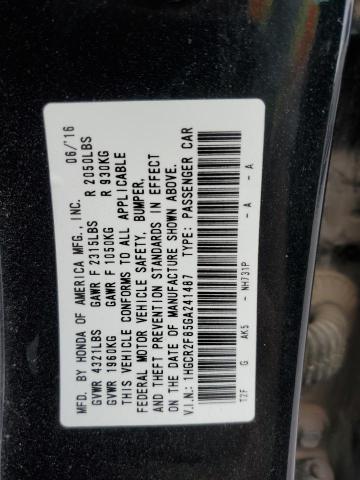 MFD. BY HONDA OF AMERICA MFG., INC. 06/'16
GVWR 4321LBS GAWR F 2315LBS R 2050LBS
GVWR 1960KG GAWR F 1050KG R 930KG
THIS VEHICLE CONFORMS TO ALL APPLICABLE
FEDERAL MOTOR VEHICLE SAFETY, BUMPER,
AND THEFT PREVENTION STANDARDS IN EFFECT
ON THE DATE OF MANUFACTURE SHOWN ABOVE.
V.I.N.: 1HGCR2F85GA241487 TYPE: PASSENGER CAR
T2F G AK5 - NH731P - A - A